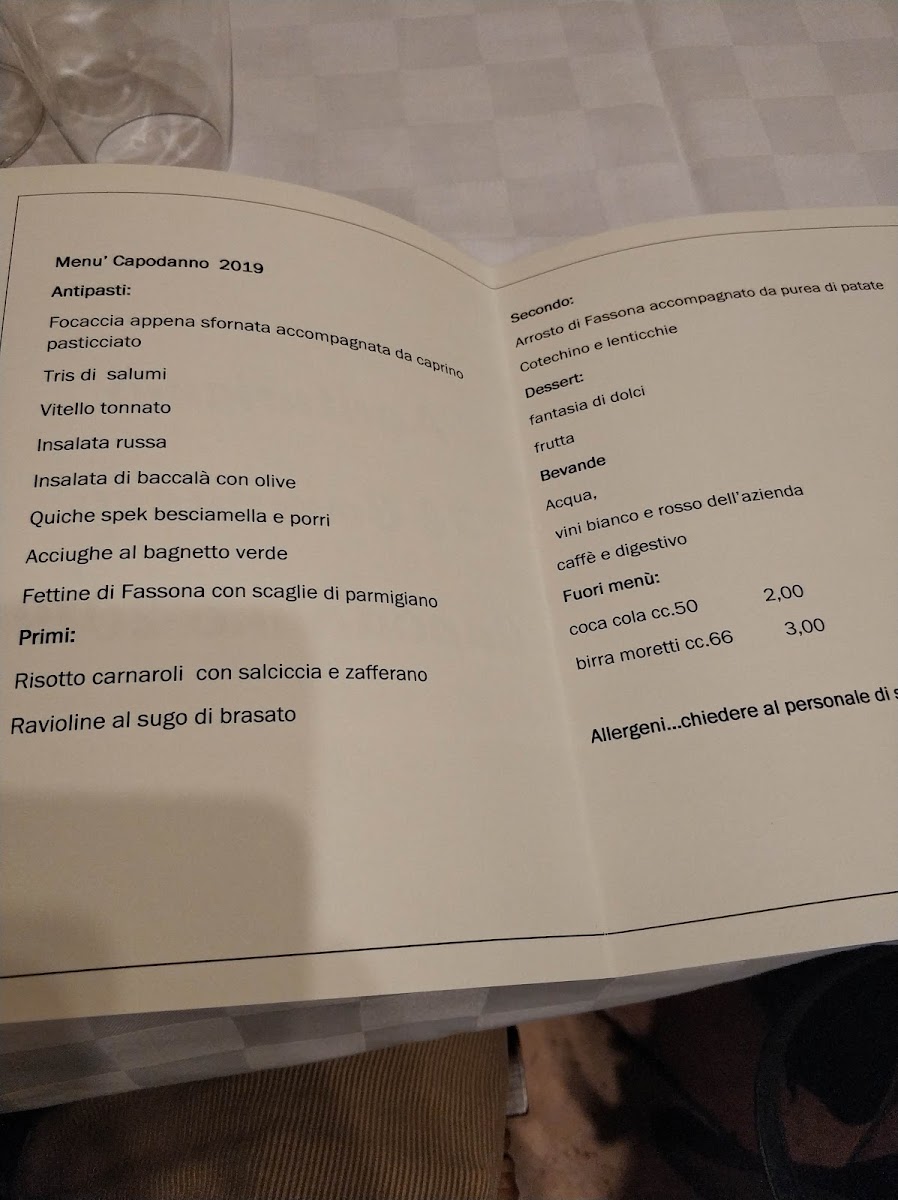 Menu' Capodanno 2019
Antipasti:
Focaccia appena sfornata accompagnata da caprino
pasticciato
Tris di salumi
Vitello tonnato
Insalata russa
Insalata di baccalà con olive
Quiche spek besciamella e porri
Acciughe al bagnetto verde
Fettine di Fassona con scaglie di parmigiano
Primi:
Risotto carnaroli con salciccia e zafferano
Ravioline al sugo di brasato
Secondo:
Arrosto di Fassona accompagnato da purea di patate
Cotechino e lenticchie
Dessert:
fantasia di dolci
frutta
Bevande
Acqua,
vini bianco e rosso dell'azienda
caffè e digestivo
Fuori menù:
coca cola cc.50 2,00
birra moretti cc.66 3,00
Allergeni...chiedere al personale di